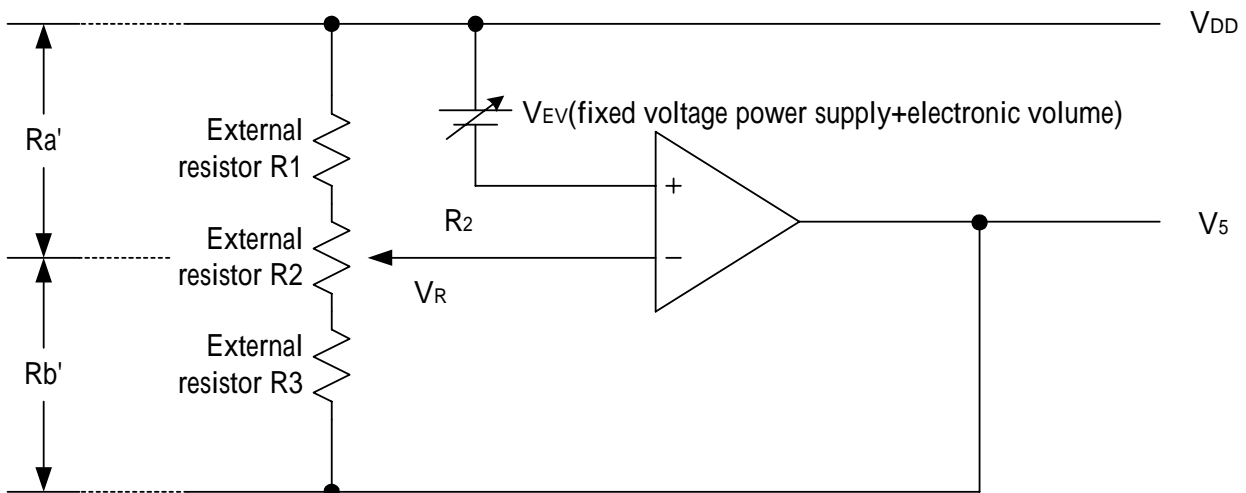 VDD
VEV(fixed voltage power supply+electronic volume)
Ra'
External
resistor R1
+
R2
External
resistor R2
V5
−
VR
External
resistor R3
Rb'